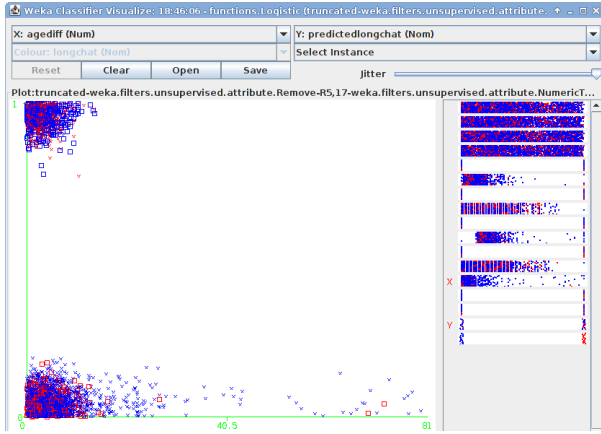 Weka Classifier Visualize: 18:46:06 - functions.Logistic (truncated-weka.filters.unsupervised.attribute.
X: agediff (Num)
Y: predictedlongchat (Nom)
Colour: longchat (Nom)
Select Instance
Reset
Clear
Open
Save
Jitter
Plot:truncated-weka.filters.unsupervised.attribute.Remove-R5,17-weka.filters.unsupervised.attribute.NumericT...
1
X
Y
0
0
40.5
81